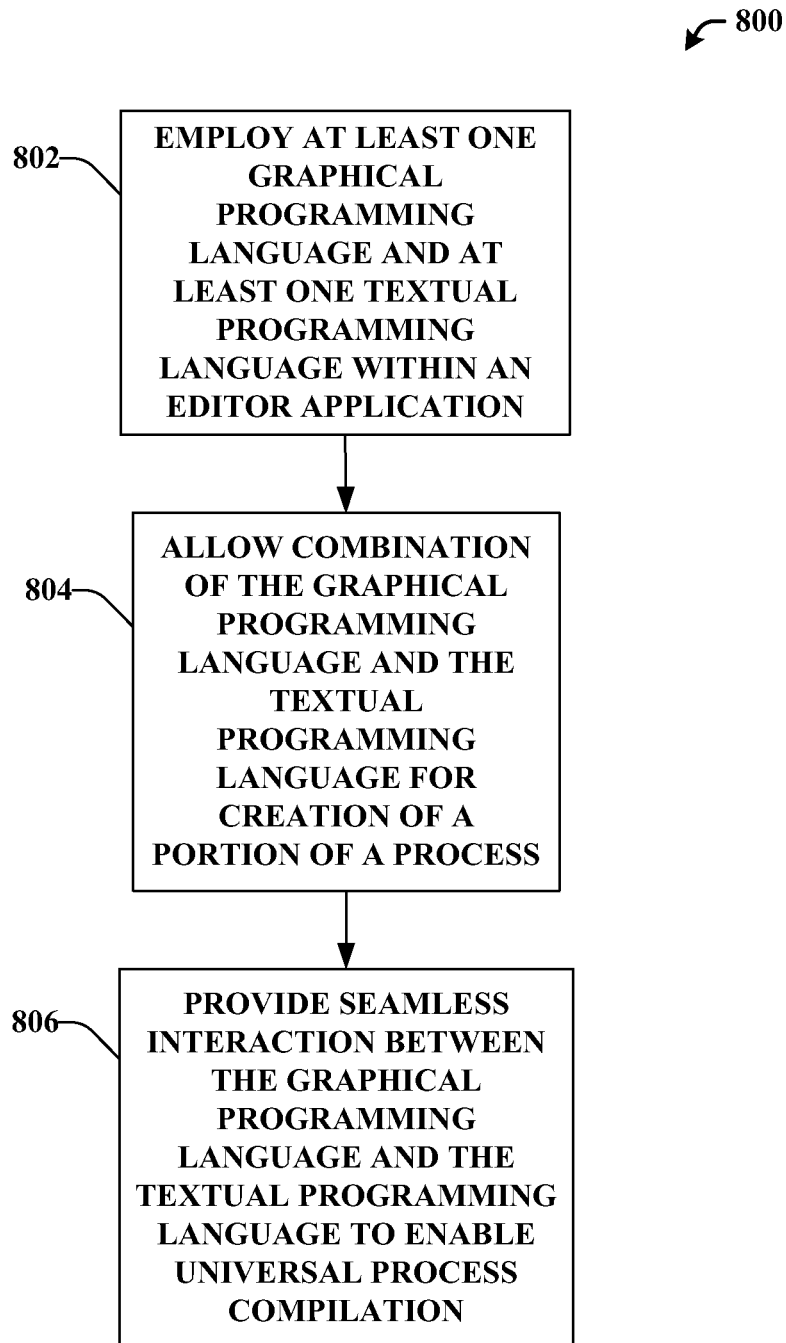 800
802
EMPLOY AT LEAST ONE
GRAPHICAL
PROGRAMMING
LANGUAGE AND AT
LEAST ONE TEXTUAL
PROGRAMMING
LANGUAGE WITHIN AN
EDITOR APPLICATION
804
ALLOW COMBINATION
OF THE GRAPHICAL
PROGRAMMING
LANGUAGE AND THE
TEXTUAL
PROGRAMMING
LANGUAGE FOR
CREATION OF A
PORTION OF A PROCESS
806
PROVIDE SEAMLESS
INTERACTION BETWEEN
THE GRAPHICAL
PROGRAMMING
LANGUAGE AND THE
TEXTUAL PROGRAMMING
LANGUAGE TO ENABLE
UNIVERSAL PROCESS
COMPILATION